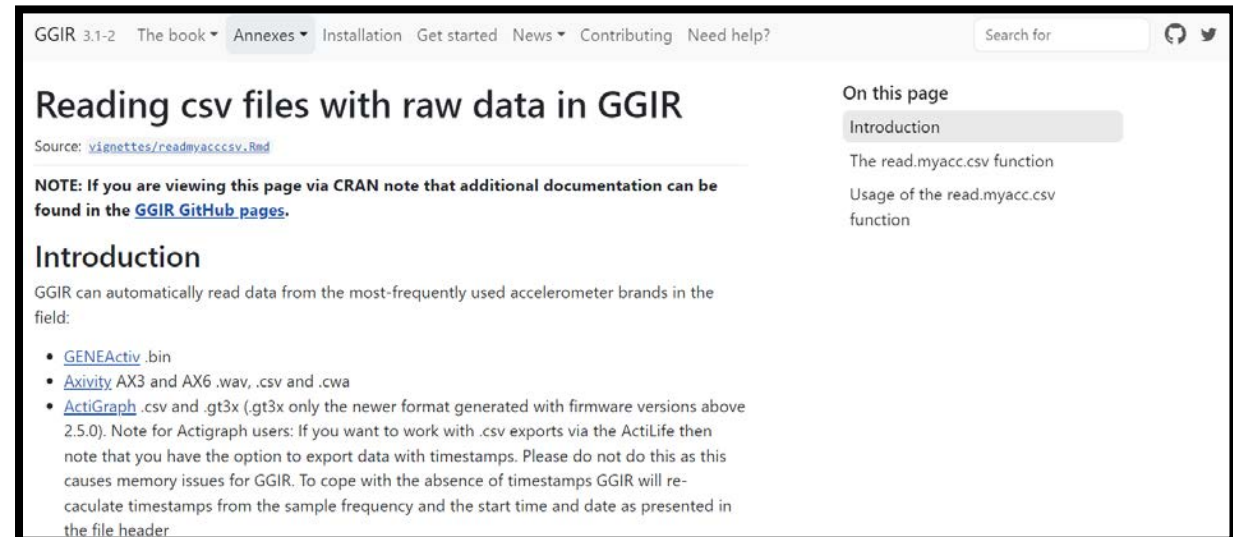 GGIR 3.1-2 The book Annexes Installation Get started News Contributing Need help? Search for
Reading csv files with raw data in GGIR
Source: vignettes/readmyacccsv.Rmd
NOTE: If you are viewing this page via CRAN note that additional documentation can be
found in the GGIR GitHub pages.
Introduction
GGIR can automatically read data from the most-frequently used accelerometer brands in the
field:
• GENEActiv .bin
• Axivity AX3 and AX6 .wav, .csv and .cwa
• ActiGraph .csv and .gt3x (.gt3x only the newer format generated with firmware versions above
2.5.0). Note for Actigraph users: If you want to work with .csv exports via the ActiLife then
note that you have the option to export data with timestamps. Please do not do this as this
causes memory issues for GGIR. To cope with the absence of timestamps GGIR will re-
caculate timestamps from the sample frequency and the start time and date as presented in
the file header
On this page
Introduction
The read.myacc.csv function
Usage of the read.myacc.csv
function